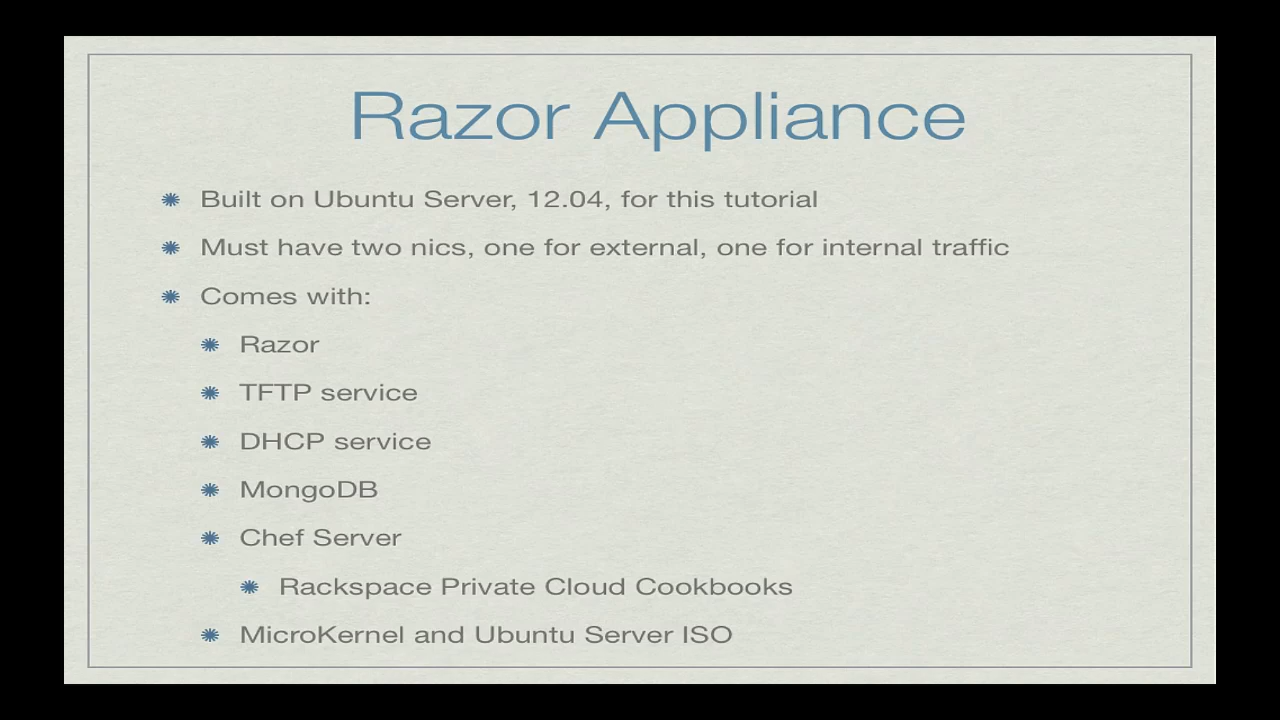 Razor Appliance
Built on Ubuntu Server, 12.04, for this tutorial
Must have two nics, one for external, one for internal traffic
Comes with:
Razor
TFTP service
DHCP service
MongoDB
Chef Server
Rackspace Private Cloud Cookbooks
MicroKernel and Ubuntu Server ISO